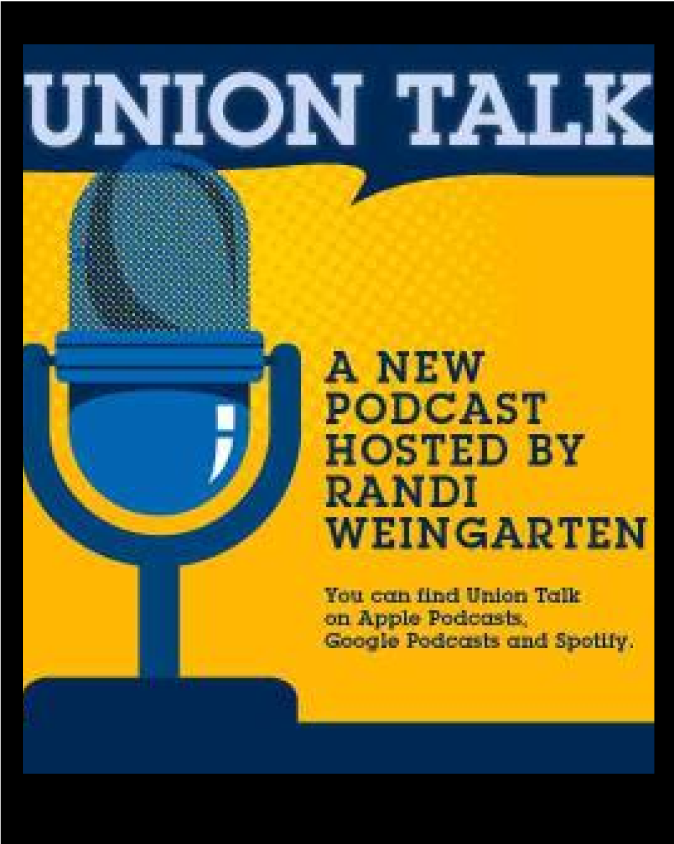 UNION TALK
A NEW
PODCAST
HOSTED BY
RANDI
WEINGARTEN
You can find Union Talk
on Apple Podcasts,
Google Podcasts and Spotify.